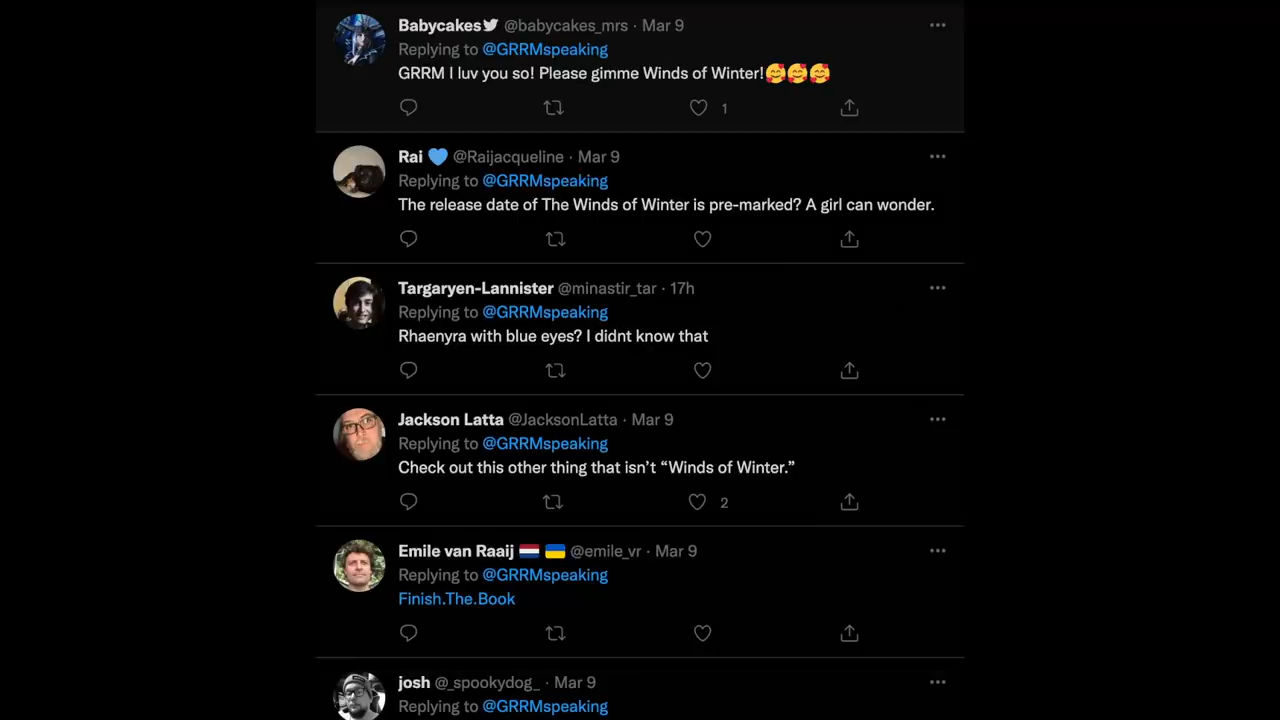 Babycakes @babycakes_mrs · Mar 9
Replying to @GRRMspeaking
GRRM I luv you so! Please gimme Winds of Winter!🥰🥰🥰
1
Rai 💙 @Raijacqueline · Mar 9
Replying to @GRRMspeaking
The release date of The Winds of Winter is pre-marked? A girl can wonder.
Targaryen-Lannister @minastir_tar · 17h
Replying to @GRRMspeaking
Rhaenyra with blue eyes? I didnt know that
Jackson Latta @JacksonLatta · Mar 9
Replying to @GRRMspeaking
Check out this other thing that isn’t “Winds of Winter.”
2
Emile van Raaij 🇳🇱 🇺🇦 @emile_vr · Mar 9
Replying to @GRRMspeaking
Finish.The.Book
josh @_spookydog_ · Mar 9
Replying to @GRRMspeaking